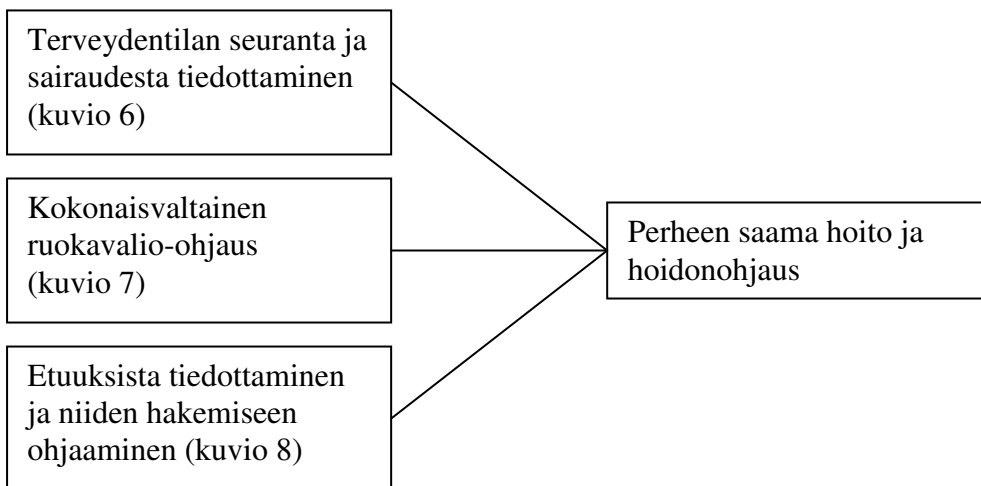 Terveydentilan seuranta ja
sairaudesta tiedottaminen
(kuvio 6)
Kokonaisvaltainen
ruokavalio-ohjaus
(kuvio 7)
Etuuksista tiedottaminen
ja niiden hakemiseen
ohjaaminen (kuvio 8)
Perheen saama hoito ja
hoidonohjaus